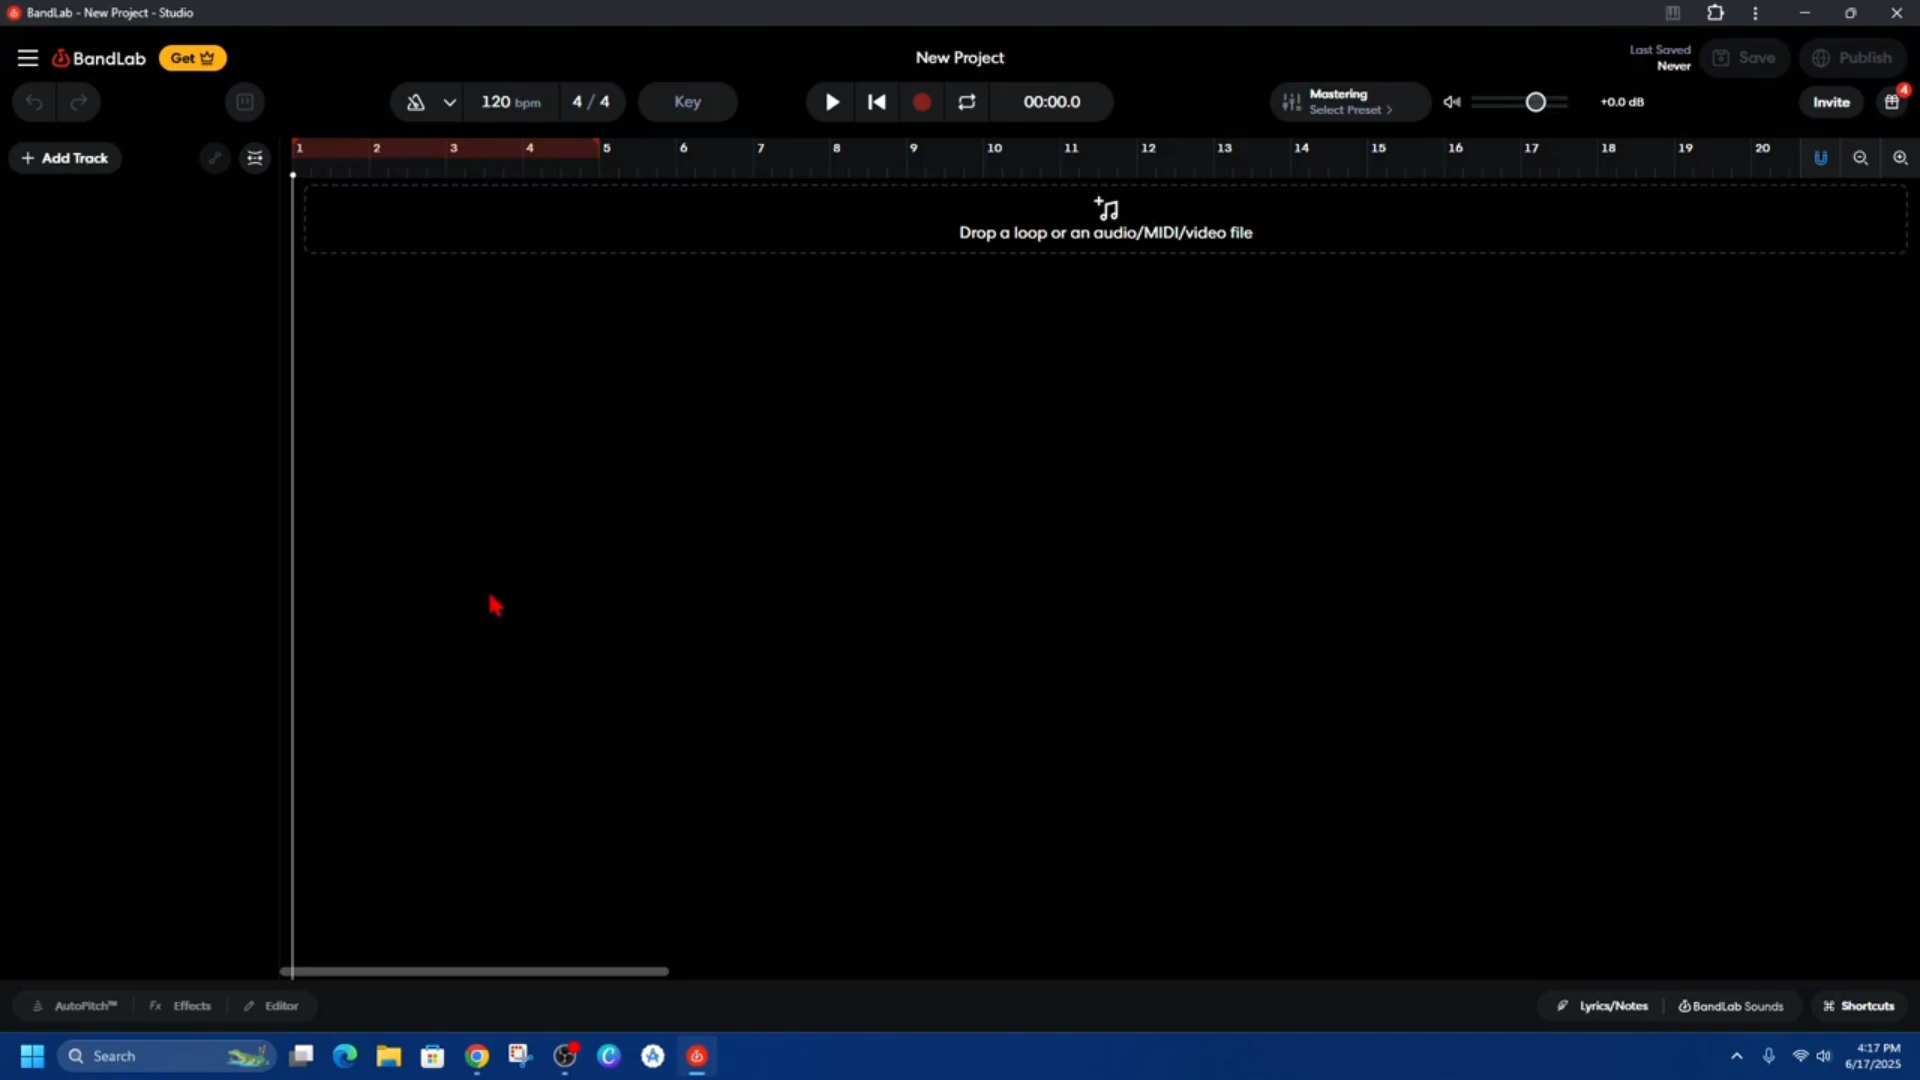 BandLab - New Project - Studio
BandLab
Get
New Project
Last Saved
Never
Save
Publish
120 bpm
4 / 4
Key
00:00.0
Mastering
Select Preset >
+0.0 dB
Invite
4
+ Add Track
1 2 3 4 5 6 7 8 9 10 11 12 13 14 15 16 17 18 19 20
Drop a loop or an audio/MIDI/video file
AutoPitch™
Fx Effects
Editor
Lyrics/Notes
BandLab Sounds
⌘ Shortcuts
Search
4:17 PM
6/17/2025